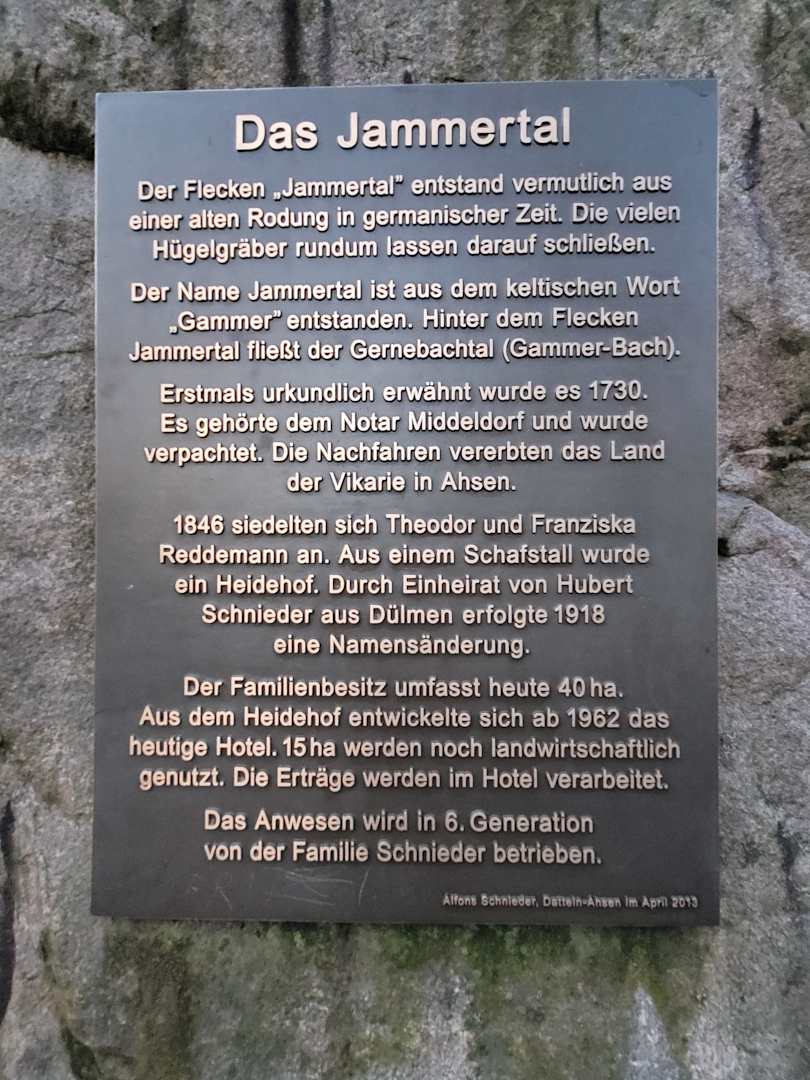 Das Jammertal
Der Flecken „Jammertal” entstand vermutlich aus
einer alten Rodung in germanischer Zeit. Die vielen
Hügelgräber rundum lassen darauf schließen.
Der Name Jammertal ist aus dem keltischen Wort
„Gammer” entstanden. Hinter dem Flecken
Jammertal fließt der Gernebachtal (Gammer-Bach).
Erstmals urkundlich erwähnt wurde es 1730.
Es gehörte dem Notar Middeldorf und wurde
verpachtet. Die Nachfahren vererbten das Land
der Vikarie in Ahsen.
1846 siedelten sich Theodor und Franziska
Reddemann an. Aus einem Schafstall wurde
ein Heidehof. Durch Einheirat von Hubert
Schnieder aus Dülmen erfolgte 1918
eine Namensänderung.
Der Familienbesitz umfasst heute 40 ha.
Aus dem Heidehof entwickelte sich ab 1962 das
heutige Hotel. 15 ha werden noch landwirtschaftlich
genutzt. Die Erträge werden im Hotel verarbeitet.
Das Anwesen wird in 6. Generation
von der Familie Schnieder betrieben.
Alfons Schnieder, Datteln-Ahsen im April 2013